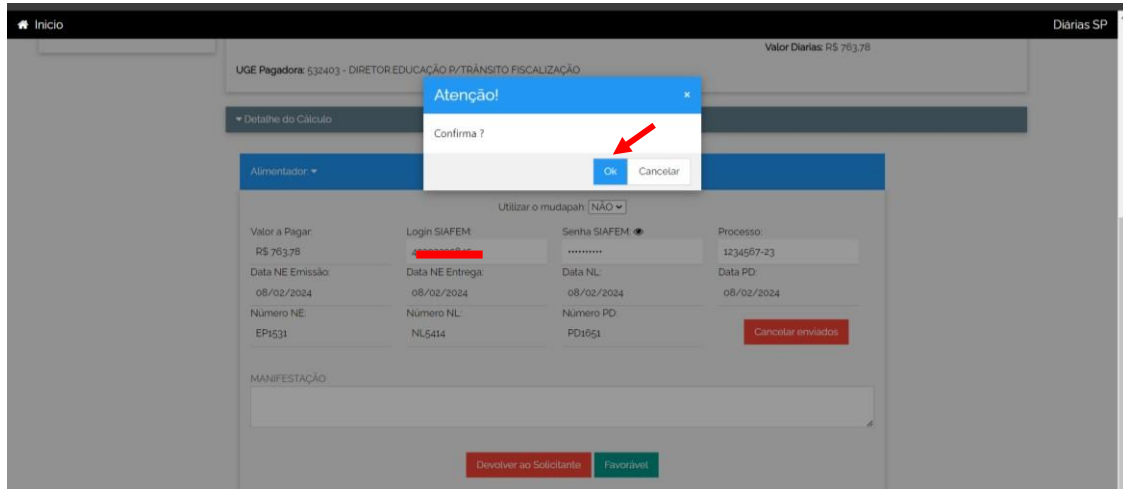 Inicio
Diárias SP
Valor Diarias: R$ 763,78
UGE Pagadora: 532403 - DIRETOR.EDUCAÇÃO P/TRÂNSITO FISCALIZAÇÃO
Atenção!
×
Detalhe do Cálculo
Confirma ?
Ok Cancelar
Alimentador:
Utilizar o mudapah: NÃO
Valor a Pagar: Login SIAFEM: Senha SIAFEM: Processo:
R$ 763,78 •••••••••• 1234567-23
Data NE Emissão: Data NE Entrega: Data NL: Data PD:
08/02/2024 08/02/2024 08/02/2024 08/02/2024
Número NE: Número NL: Número PD:
EP1531 NL5414 PD1651 Cancelar enviados
MANIFESTAÇÃO
Devolver ao Solicitante Favorável